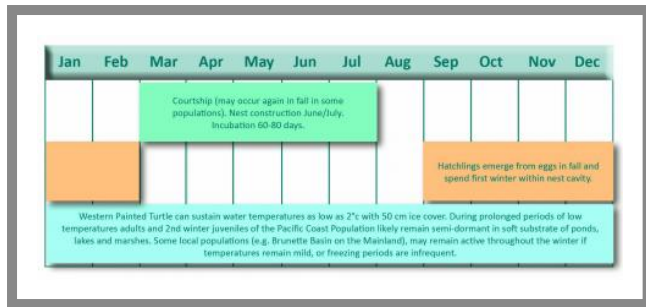 Jan Feb Mar Apr May Jun Jul Aug Sep Oct Nov Dec
Courtship (may occur again in fall in some
populations). Nest construction June/July.
Incubation 60-80 days.
Hatchlings emerge from eggs in fall and
spend first winter within nest cavity.
Western Painted Turtle can sustain water temperatures as low as 2°c with 50 cm ice cover. During prolonged periods of low
temperatures adults and 2nd winter juveniles of the Pacific Coast Population likely remain semi-dormant in soft substrate of ponds,
lakes and marshes. Some local populations (e.g. Brunette Basin on the Mainland), may remain active throughout the winter if
temperatures remain mild, or freezing periods are infrequent.